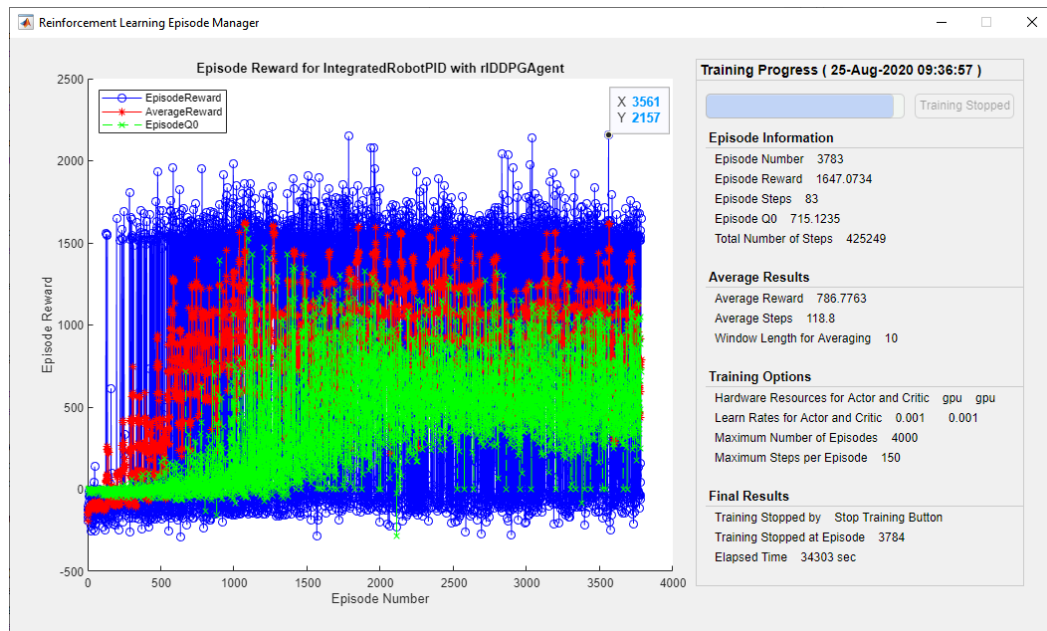 Reinforcement Learning Episode Manager
Episode Reward for IntegratedRobotPID with rlDDPGAgent
EpisodeReward
AverageReward
EpisodeQ0
X 3561
Y 2157
2500
2000
1500
1000
500
0
-500
Episode Reward
0 500 1000 1500 2000 2500 3000 3500 4000
Episode Number
Training Progress ( 25-Aug-2020 09:36:57 )
Training Stopped
Episode Information
Episode Number 3783
Episode Reward 1647.0734
Episode Steps 83
Episode Q0 715.1235
Total Number of Steps 425249
Average Results
Average Reward 786.7763
Average Steps 118.8
Window Length for Averaging 10
Training Options
Hardware Resources for Actor and Critic gpu gpu
Learn Rates for Actor and Critic 0.001 0.001
Maximum Number of Episodes 4000
Maximum Steps per Episode 150
Final Results
Training Stopped by Stop Training Button
Training Stopped at Episode 3784
Elapsed Time 34303 sec